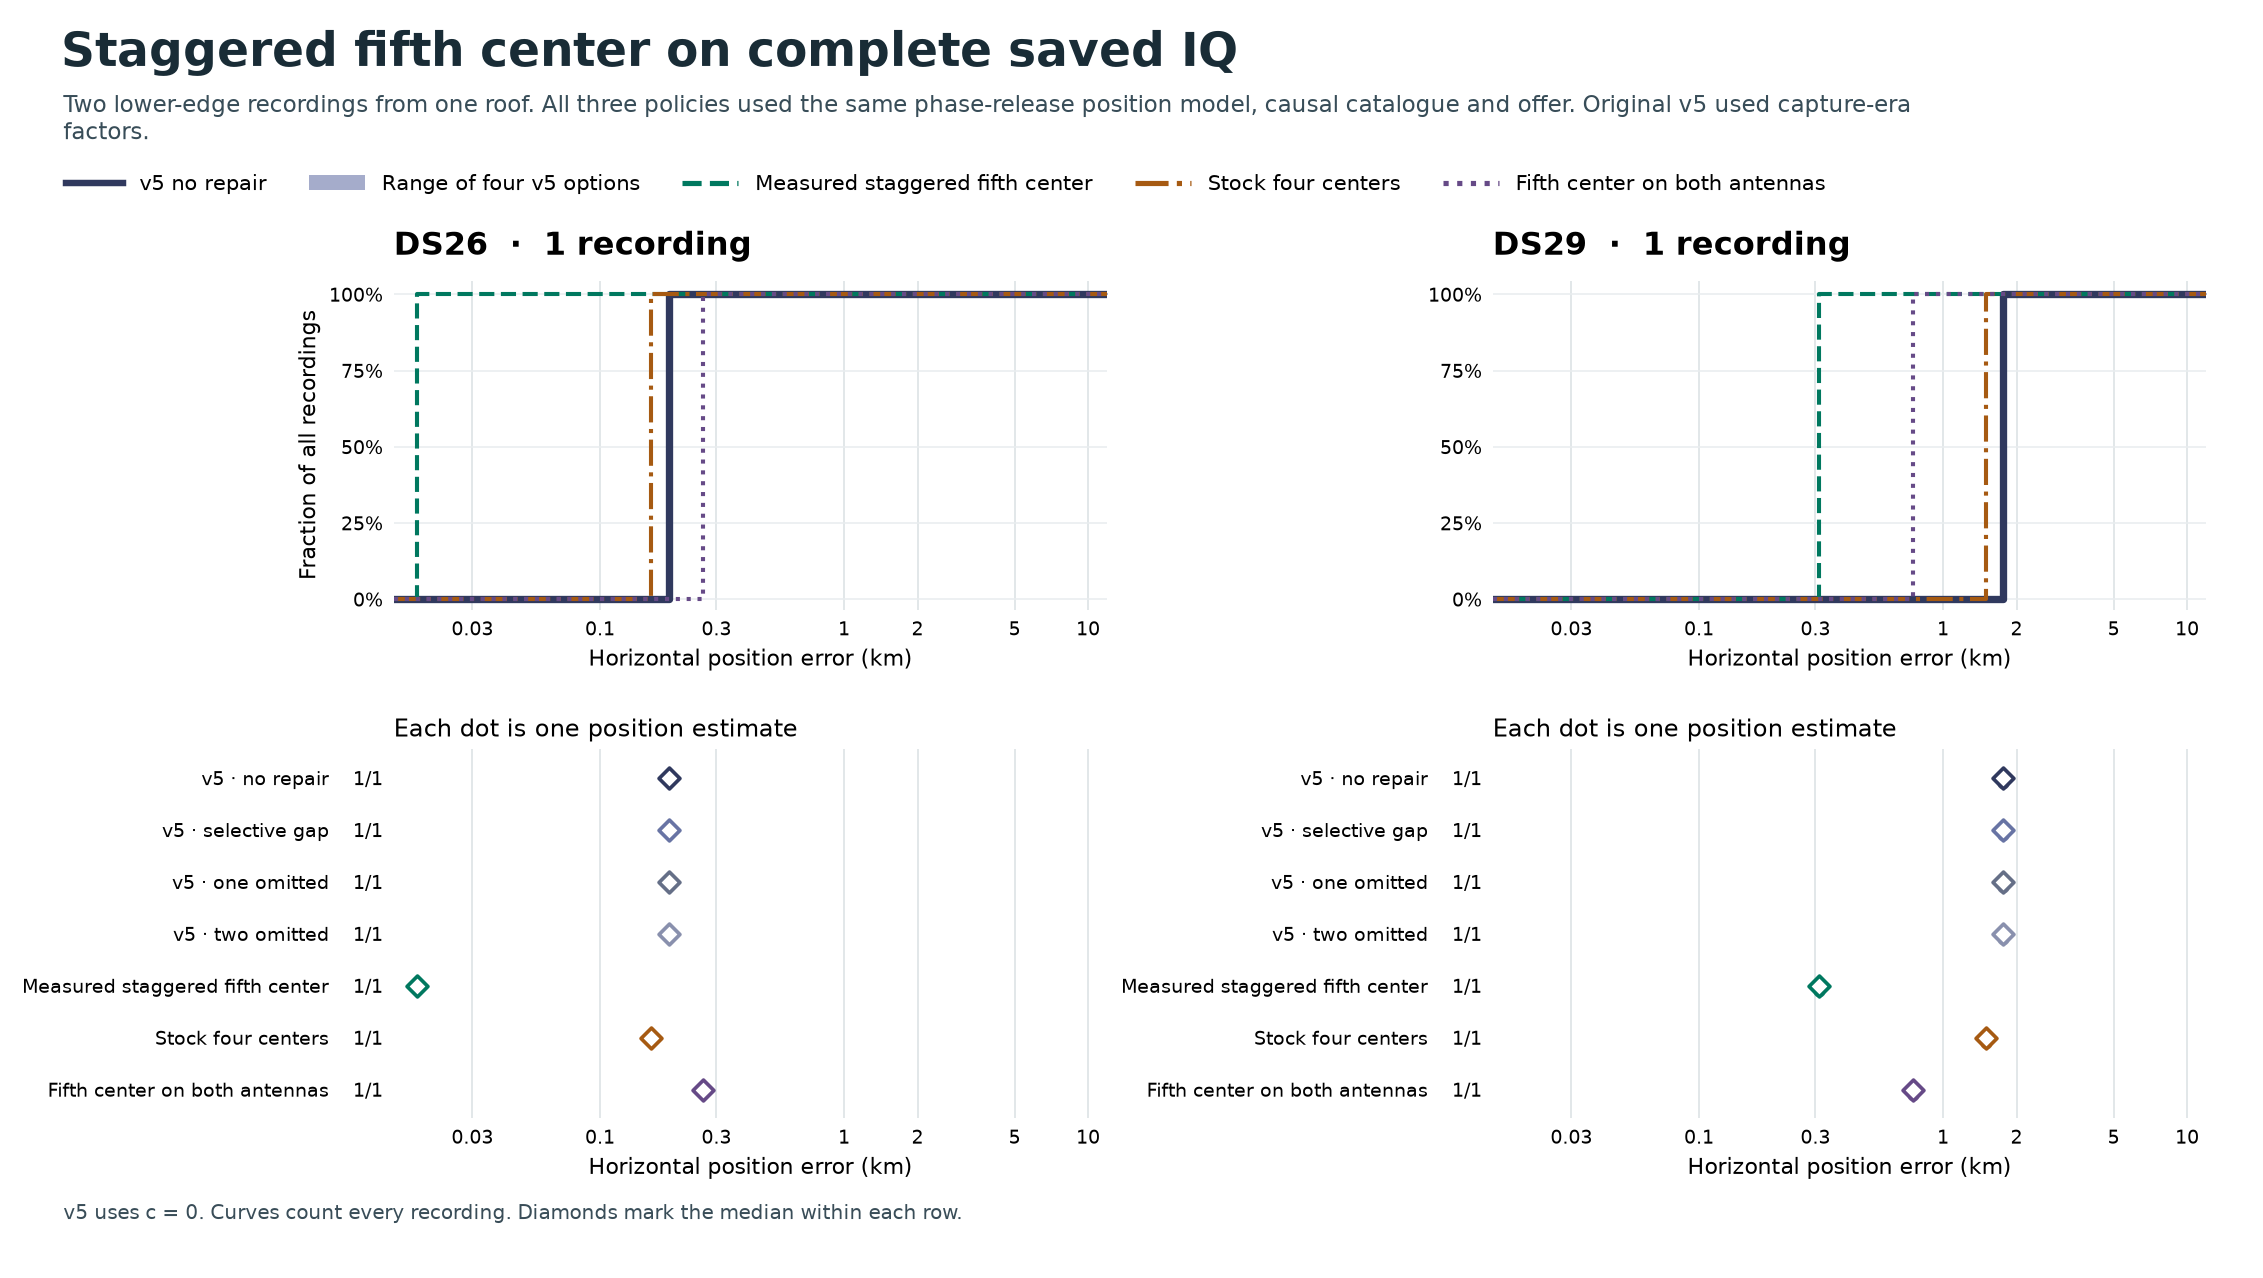 Staggered fifth center on complete saved IQ
Two lower-edge recordings from one roof. All three policies used the same phase-release position model, causal catalogue and offer. Original v5 used capture-era
factors.
v5 no repair
Range of four v5 options
Measured staggered fifth center
Stock four centers
Fifth center on both antennas
DS26 · 1 recording
Fraction of all recordings
100%
75%
50%
25%
0%
0.03 0.1 0.3 1 2 5 10
Horizontal position error (km)
DS29 · 1 recording
100%
75%
50%
25%
0%
0.03 0.1 0.3 1 2 5 10
Horizontal position error (km)
Each dot is one position estimate
v5 · no repair 1/1
v5 · selective gap 1/1
v5 · one omitted 1/1
v5 · two omitted 1/1
Measured staggered fifth center 1/1
Stock four centers 1/1
Fifth center on both antennas 1/1
0.03 0.1 0.3 1 2 5 10
Horizontal position error (km)
Each dot is one position estimate
v5 · no repair 1/1
v5 · selective gap 1/1
v5 · one omitted 1/1
v5 · two omitted 1/1
Measured staggered fifth center 1/1
Stock four centers 1/1
Fifth center on both antennas 1/1
0.03 0.1 0.3 1 2 5 10
Horizontal position error (km)
v5 uses c = 0. Curves count every recording. Diamonds mark the median within each row.